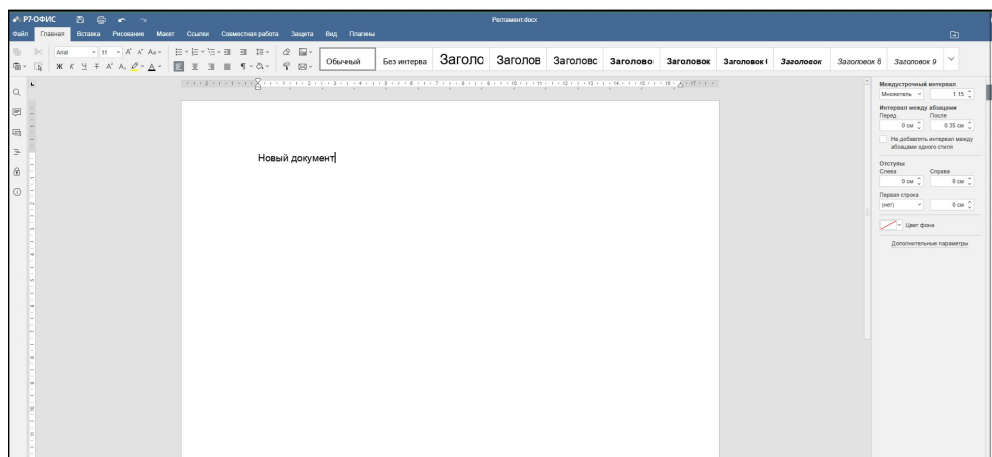 Р7-ОФИС
Регламент.docx
Файл Главная Вставка Рисование Макет Ссылки Совместная работа Защита Вид Плагины
Arial 11
Ж К Ч
Обычный Без интерва Заголо Заголов Заголовс Заголово Заголовок Заголовок Заголовок Заголовок 8 Заголовок 9
Новый документ
Междустрочный интервал
Множитель 1.15
Интервал между абзацами
Перед После
0 см 0.35 см
Не добавлять интервал между
абзацами одного стиля
Отступы
Слева Справа
0 см 0 см
Первая строка
(нет) 0 см
Цвет фона
Дополнительные параметры